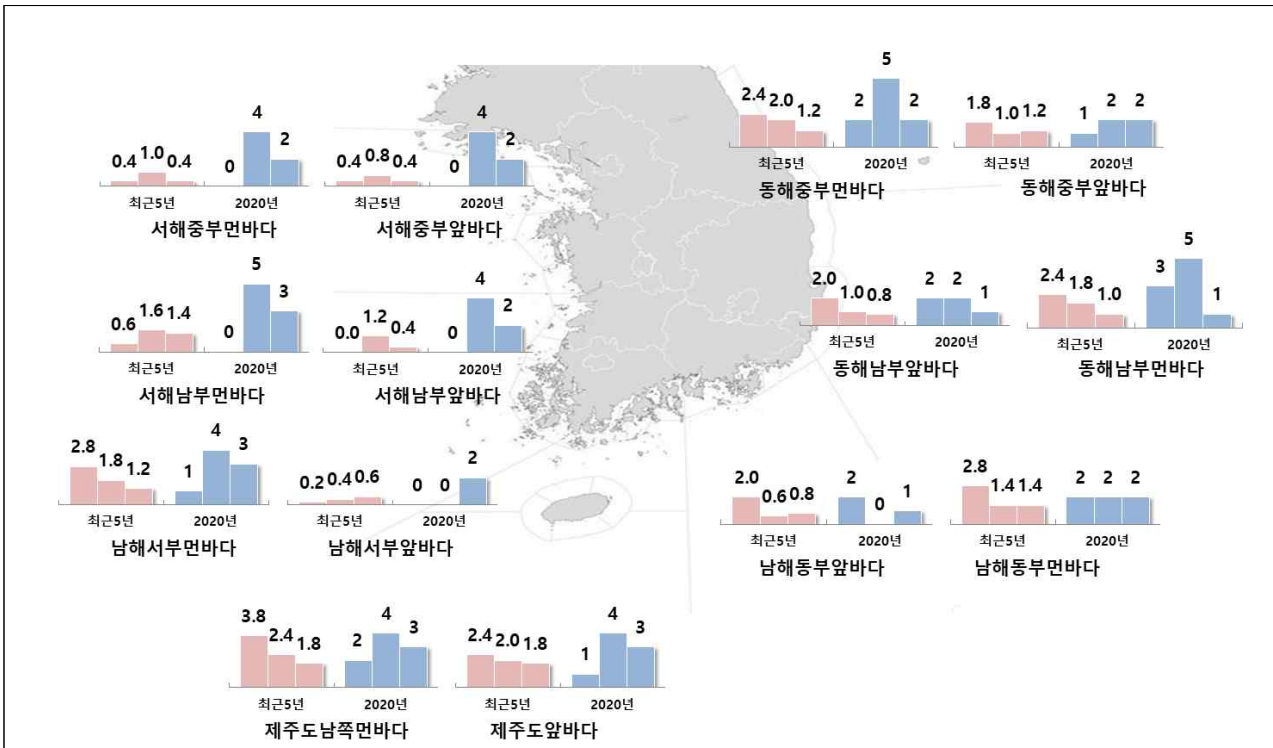 0.4 1.0 0.4 0 4 2
최근5년 2020년
서해중부먼바다
0.4 0.8 0.4 0 4 2
최근5년 2020년
서해중부앞바다
2.4 2.0 1.2 2 5 2
최근5년 2020년
동해중부먼바다
1.8 1.0 1.2 1 2 2
최근5년 2020년
동해중부앞바다
0.6 1.6 1.4 0 5 3
최근5년 2020년
서해남부먼바다
0.0 1.2 0.4 0 4 2
최근5년 2020년
서해남부앞바다
2.0 1.0 0.8 2 2 1
최근5년 2020년
동해남부앞바다
2.4 1.8 1.0 3 5 1
최근5년 2020년
동해남부먼바다
2.8 1.8 1.2 1 4 3
최근5년 2020년
남해서부먼바다
0.2 0.4 0.6 0 0 2
최근5년 2020년
남해서부앞바다
2.0 0.6 0.8 2 0 1
최근5년 2020년
남해동부앞바다
2.8 1.4 1.4 2 2 2
최근5년 2020년
남해동부먼바다
3.8 2.4 1.8 2 4 3
최근5년 2020년
제주도남쪽먼바다
2.4 2.0 1.8 1 4 3
최근5년 2020년
제주도앞바다